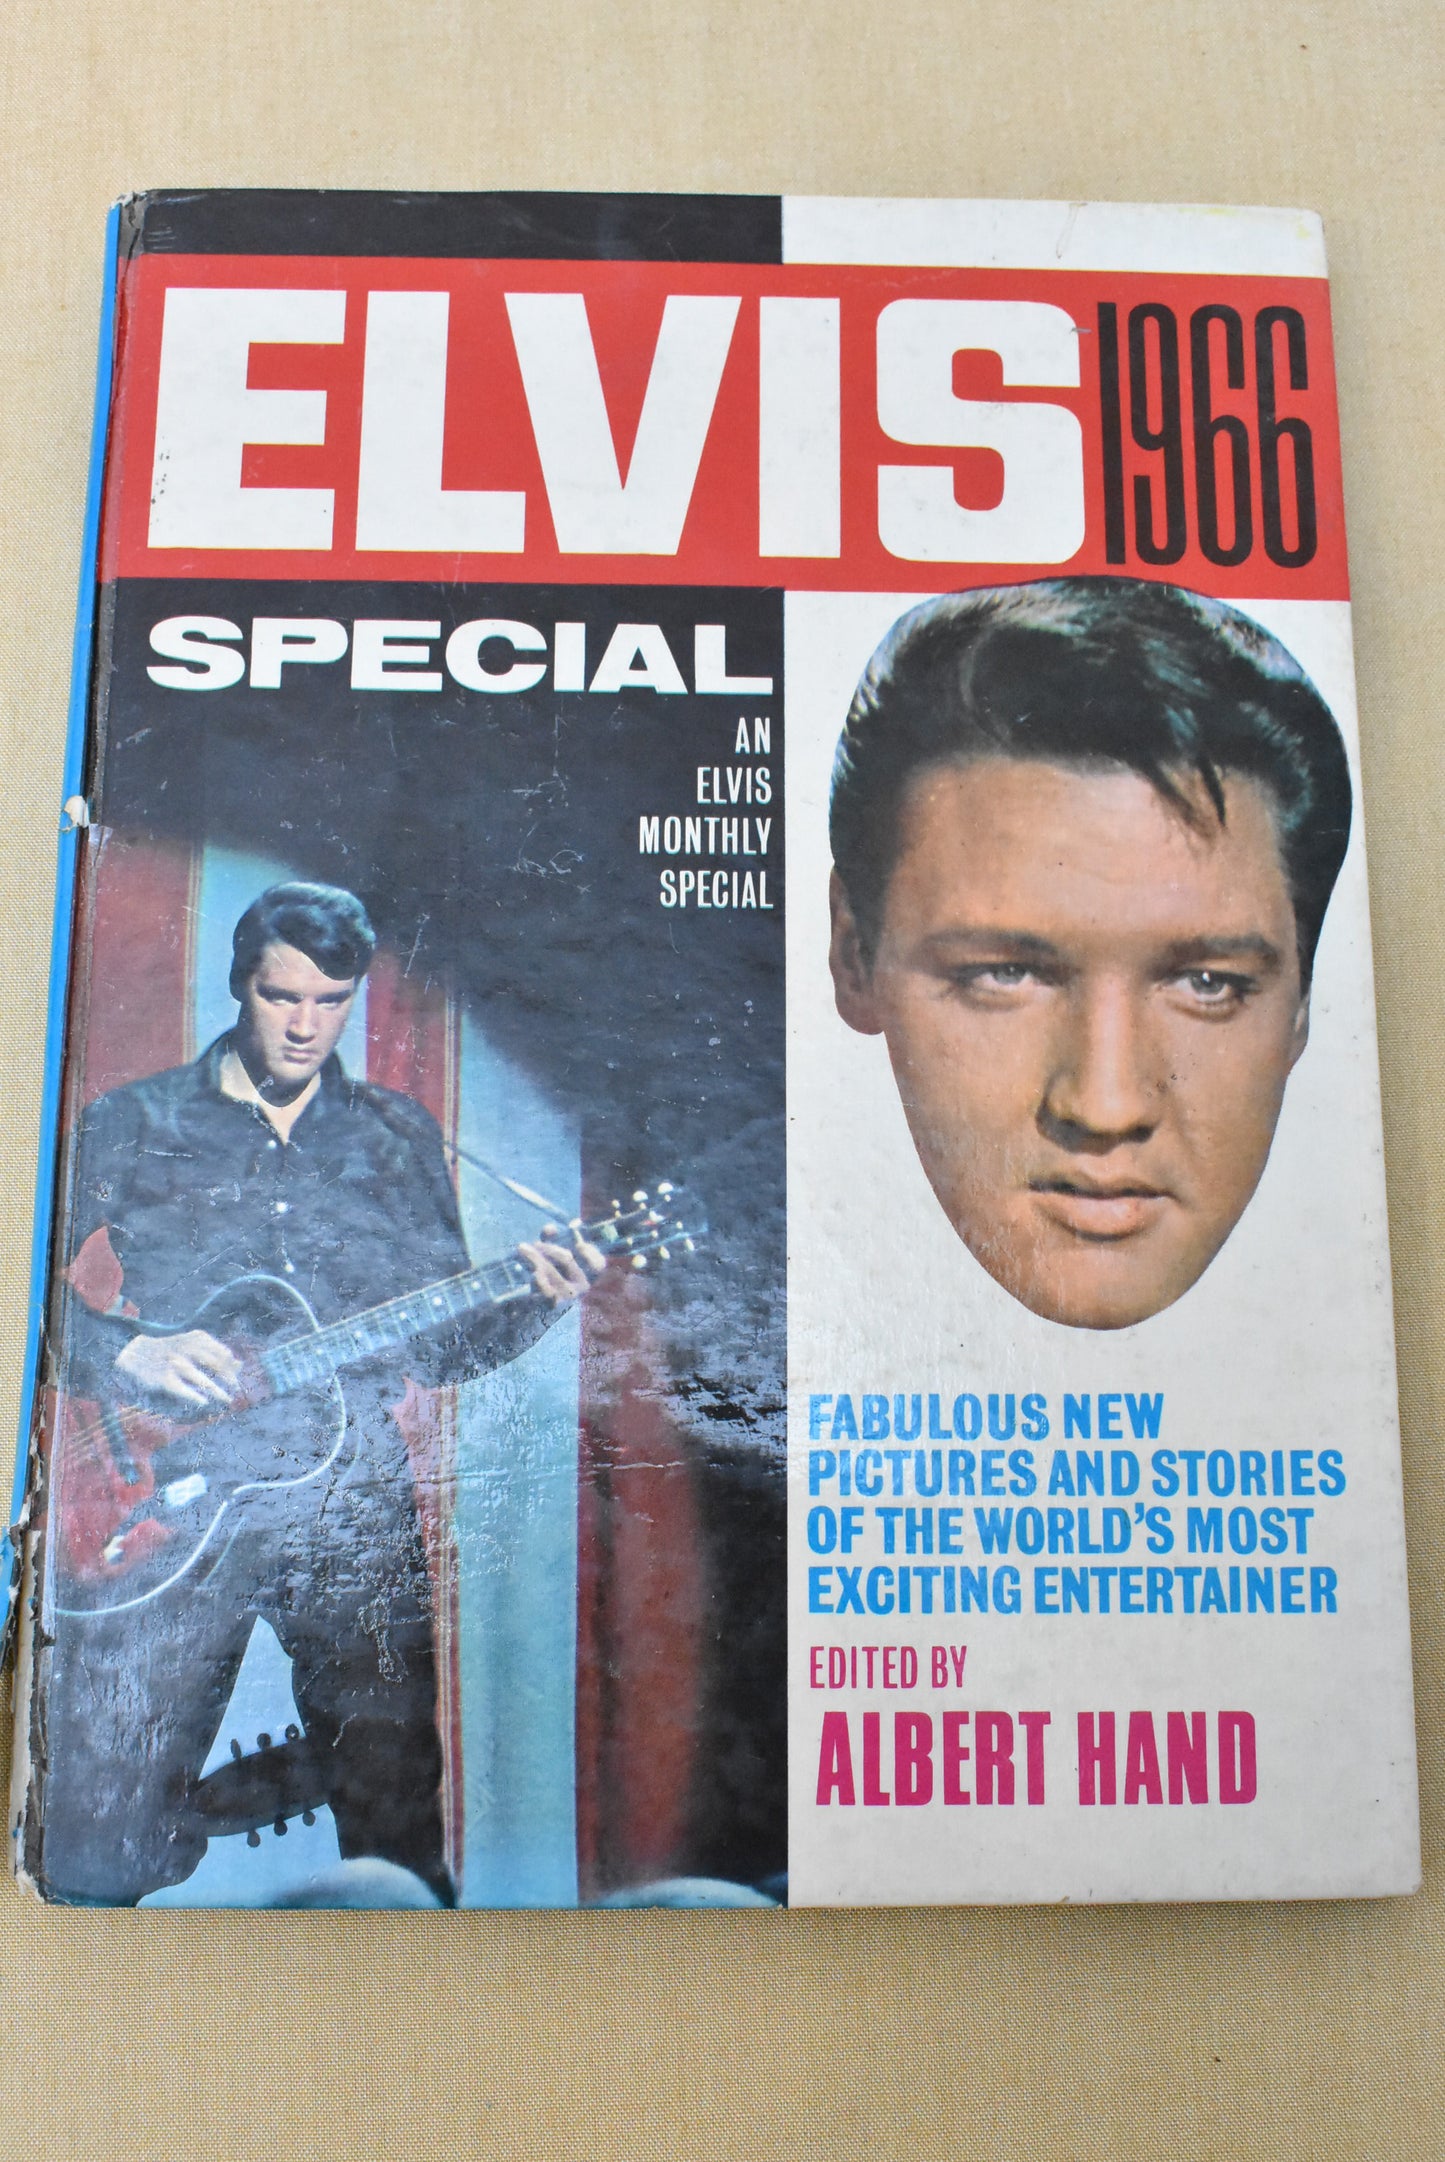 ELVIS 1966
SPECIAL
AN
ELVIS
MONTHLY
SPECIAL
FABULOUS NEW
PICTURES AND STORIES
OF THE WORLD'S MOST
EXCITING ENTERTAINER
EDITED BY
ALBERT HAND